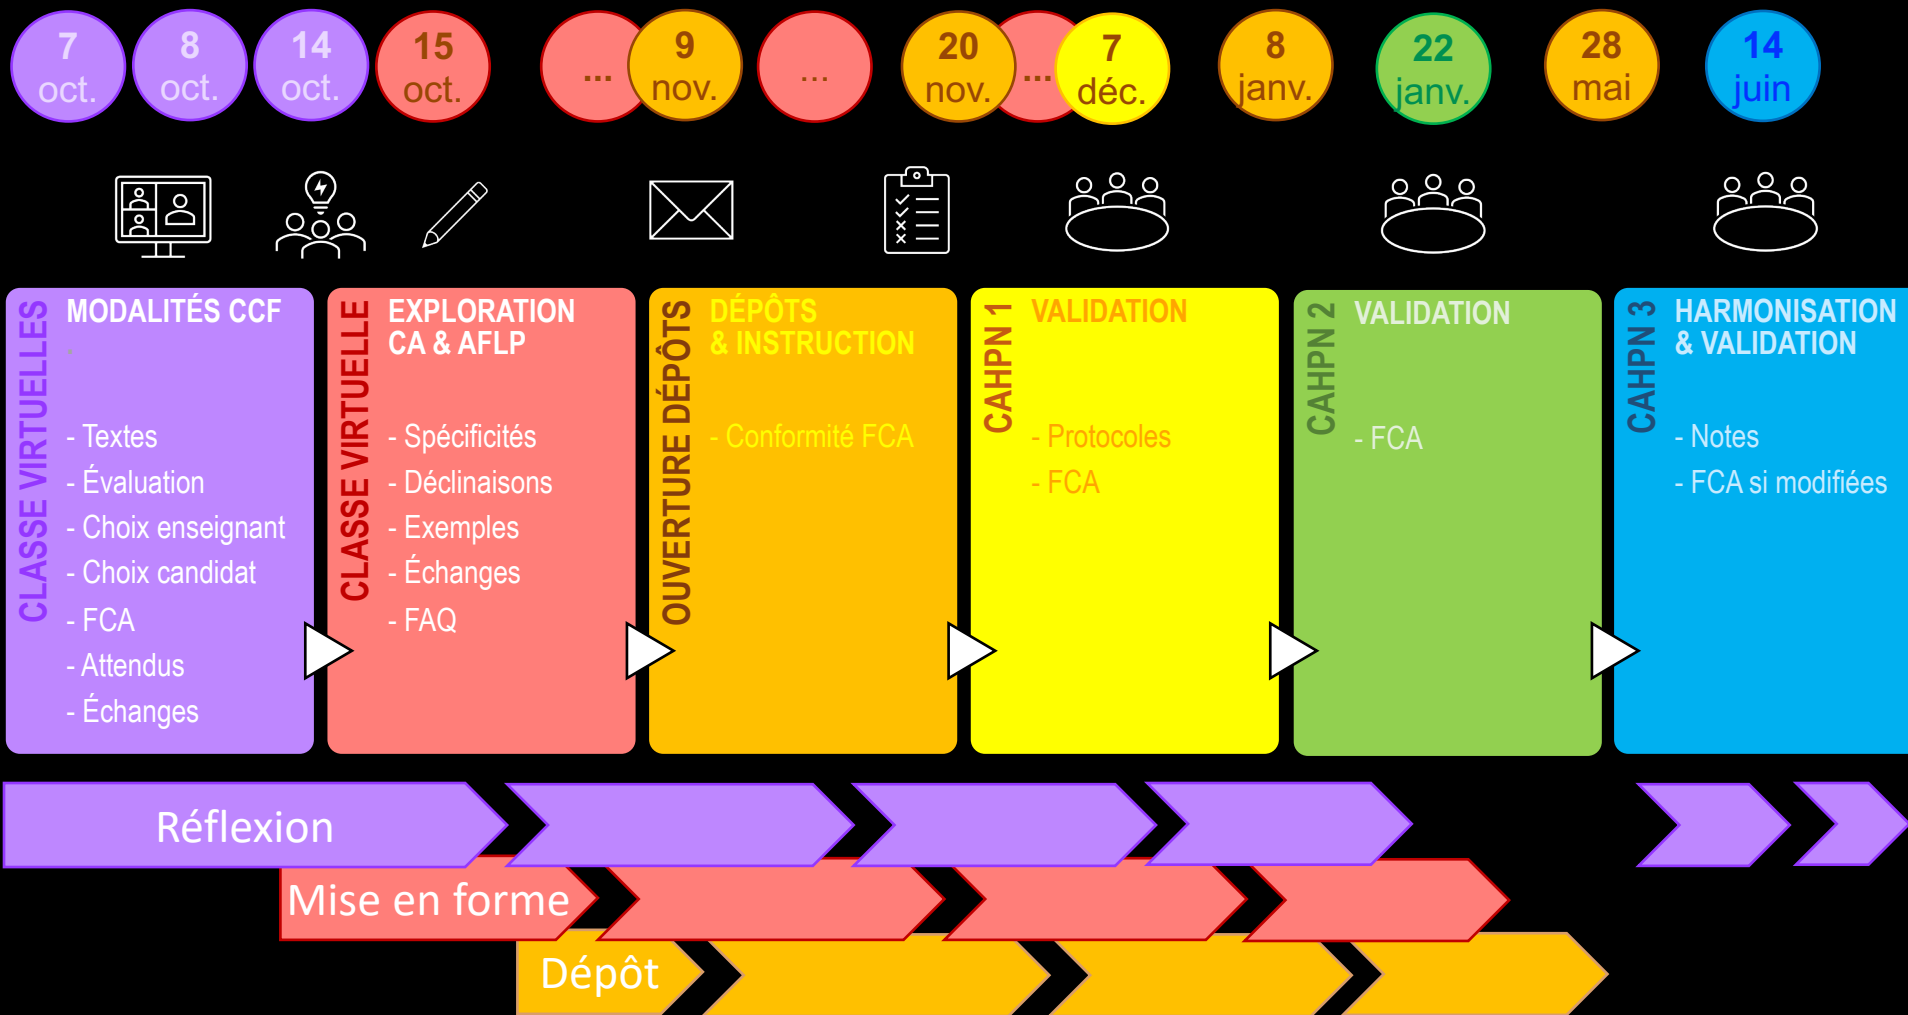 7
oct.
8
oct.
14
oct.
15
oct.
...
9
nov.
...
20
nov.
...
7
déc.
8
janv.
22
janv.
28
mai
14
juin
CLASSE VIRTUELLES
MODALITÉS CCF
-
- Textes
- Évaluation
- Choix enseignant
- Choix candidat
- FCA
- Attendus
- Échanges
CLASSE VIRTUELLE
EXPLORATION
CA & AFLP
- Spécificités
- Déclinaisons
- Exemples
- Échanges
- FAQ
OUVERTURE DÉPÔTS
DÉPÔTS
& INSTRUCTION
- Conformité FCA
CAHPN 1
VALIDATION
- Protocoles
- FCA
CAHPN 2
VALIDATION
- FCA
CAHPN 3
HARMONISATION
& VALIDATION
- Notes
- FCA si modifiées
Réflexion
Mise en forme
Dépôt